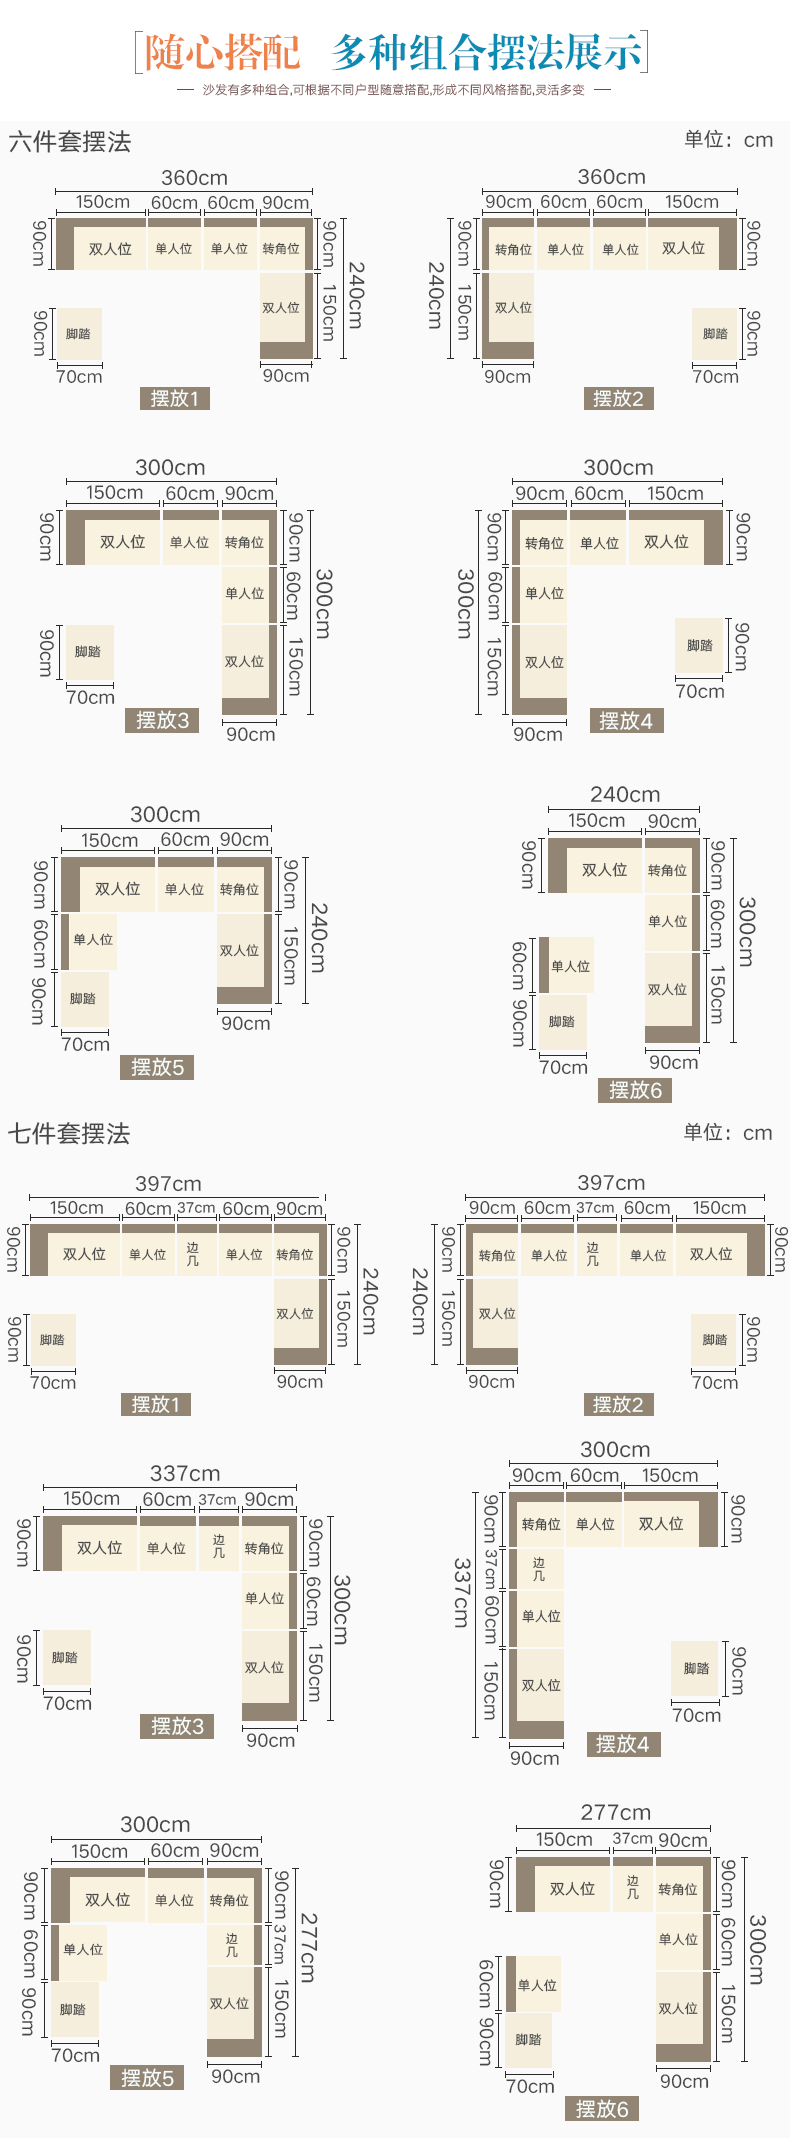 随心搭配 多种组合摆法展示
沙发有多种组合,可根据不同户型随意搭配,形成不同风格搭配,灵活多变
六件套摆法
单位：cm
360cm
150cm 60cm 60cm 90cm
90cm
双人位 单人位 单人位 转角位
90cm
240cm
双人位
150cm
90cm
脚踏
70cm
90cm
摆放1
360cm
90cm 60cm 60cm 150cm
240cm
90cm
转角位 单人位 单人位 双人位
90cm
150cm
双人位
脚踏
90cm
90cm
70cm
摆放2
300cm
150cm 60cm 90cm
90cm
双人位 单人位 转角位
90cm
300cm
单人位
60cm
90cm
脚踏
双人位
150cm
70cm
90cm
摆放3
300cm
90cm 60cm 150cm
90cm
转角位 单人位 双人位
90cm
300cm
60cm
单人位
150cm
双人位
脚踏
90cm
70cm
90cm
摆放4
300cm
150cm 60cm 90cm
90cm
双人位 单人位 转角位
90cm
240cm
60cm
单人位
双人位
150cm
90cm
脚踏
70cm
90cm
摆放5
240cm
150cm 90cm
90cm
双人位 转角位
90cm
300cm
单人位
60cm
60cm
单人位
双人位
150cm
90cm
脚踏
70cm
90cm
摆放6
七件套摆法
单位：cm
397cm
150cm 60cm 37cm 60cm 90cm
90cm
双人位 单人位 边几 单人位 转角位
90cm
240cm
双人位
150cm
90cm
脚踏
70cm
90cm
摆放1
397cm
90cm 60cm 37cm 60cm 150cm
240cm
90cm
转角位 单人位 边几 单人位 双人位
90cm
150cm
双人位
脚踏
90cm
90cm
70cm
摆放2
337cm
150cm 60cm 37cm 90cm
90cm
双人位 单人位 边几 转角位
90cm
300cm
单人位
60cm
90cm
脚踏
双人位
150cm
70cm
90cm
摆放3
300cm
90cm 60cm 150cm
90cm
转角位 单人位 双人位
90cm
337cm
37cm
边几
60cm
单人位
150cm
双人位
脚踏
90cm
70cm
90cm
摆放4
300cm
150cm 60cm 90cm
90cm
双人位 单人位 转角位
90cm
277cm
60cm
单人位
边几
37cm
90cm
脚踏
双人位
150cm
70cm
90cm
摆放5
277cm
150cm 37cm 90cm
90cm
双人位 边几 转角位
90cm
300cm
单人位
60cm
60cm
单人位
双人位
150cm
90cm
脚踏
70cm
90cm
摆放6